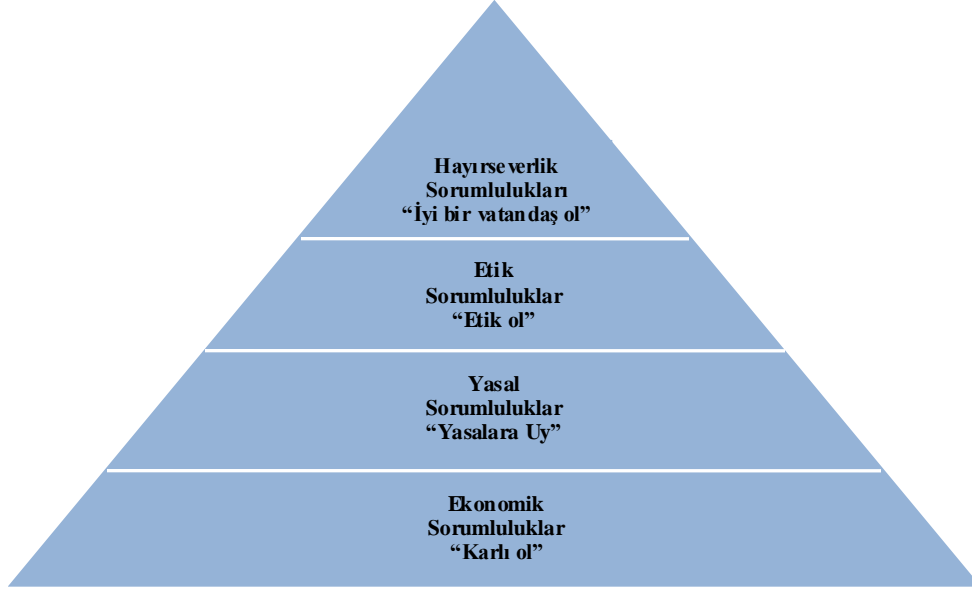 Hayırseverlik
Sorumlulukları
“İyi bir vatandaş ol”
Etik
Sorumluluklar
“Etik ol”
Yasal
Sorumluluklar
“Yasalara Uy”
Ekonomik
Sorumluluklar
“Karlı ol”